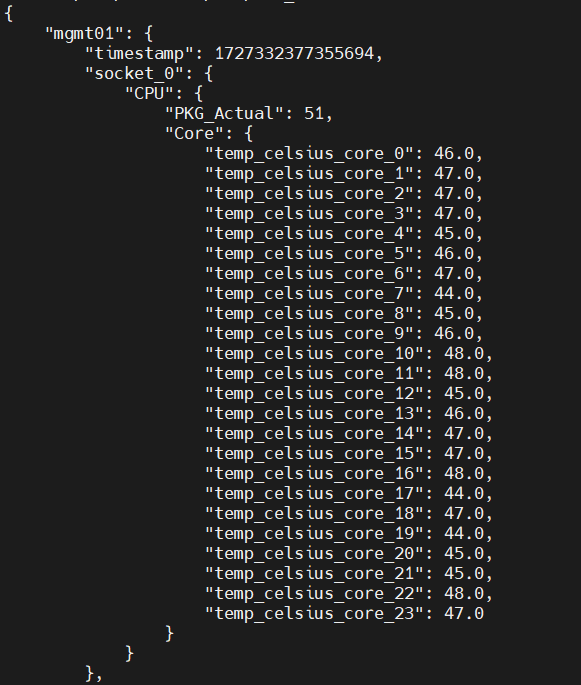 {
    "mgmt01": {
        "timestamp": 1727332377355694,
        "socket_0": {
            "CPU": {
                "PKG_Actual": 51,
                "Core": {
                    "temp_celsius_core_0": 46.0,
                    "temp_celsius_core_1": 47.0,
                    "temp_celsius_core_2": 47.0,
                    "temp_celsius_core_3": 47.0,
                    "temp_celsius_core_4": 45.0,
                    "temp_celsius_core_5": 46.0,
                    "temp_celsius_core_6": 47.0,
                    "temp_celsius_core_7": 44.0,
                    "temp_celsius_core_8": 45.0,
                    "temp_celsius_core_9": 46.0,
                    "temp_celsius_core_10": 48.0,
                    "temp_celsius_core_11": 48.0,
                    "temp_celsius_core_12": 45.0,
                    "temp_celsius_core_13": 46.0,
                    "temp_celsius_core_14": 47.0,
                    "temp_celsius_core_15": 47.0,
                    "temp_celsius_core_16": 48.0,
                    "temp_celsius_core_17": 44.0,
                    "temp_celsius_core_18": 47.0,
                    "temp_celsius_core_19": 44.0,
                    "temp_celsius_core_20": 45.0,
                    "temp_celsius_core_21": 45.0,
                    "temp_celsius_core_22": 48.0,
                    "temp_celsius_core_23": 47.0
                }
            }
        },